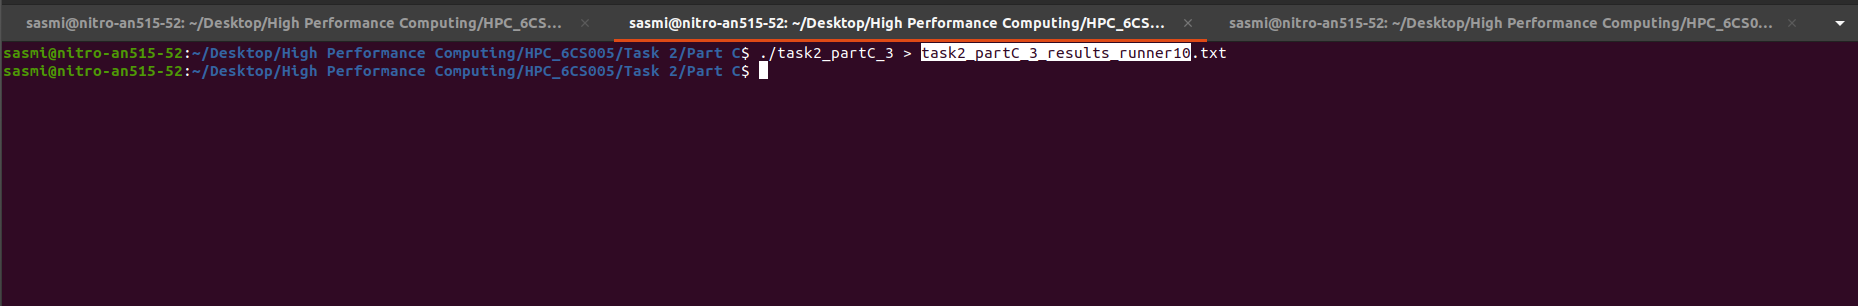 sasmi@nitro-an515-52: ~/Desktop/High Performance Computing/HPC_6CS...
sasmi@nitro-an515-52: ~/Desktop/High Performance Computing/HPC_6CS...
sasmi@nitro-an515-52: ~/Desktop/High Performance Computing/HPC_6CS0...
sasmi@nitro-an515-52:~/Desktop/High Performance Computing/HPC_6CS005/Task 2/Part C$ ./task2_partC_3 > task2_partC_3_results_runner10.txt
sasmi@nitro-an515-52:~/Desktop/High Performance Computing/HPC_6CS005/Task 2/Part C$